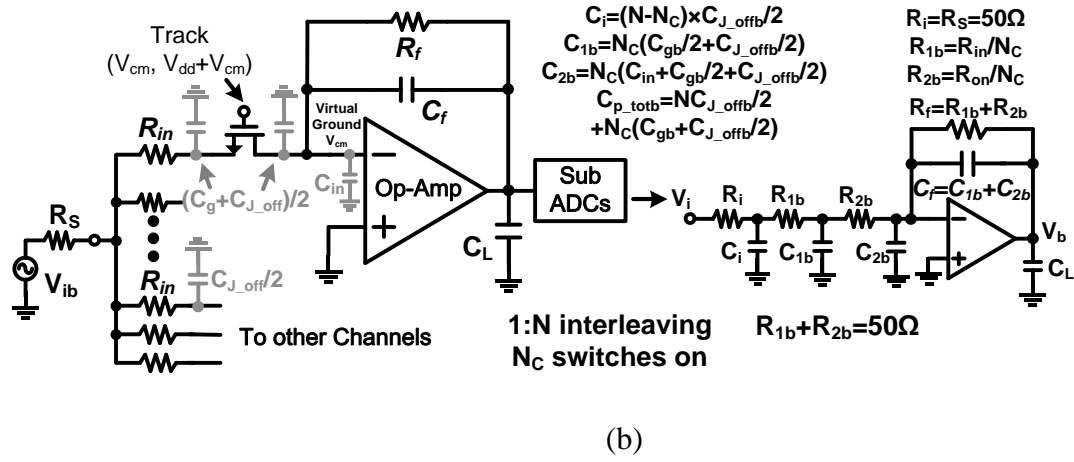 Track
(V_cm, V_dd+V_cm)
R_f
C_f
Virtual
Ground
V_cm
R_in
(C_g+C_J_off)/2
C_in
Op-Amp
Sub
ADCs
C_L
R_S
V_ib
R_in
C_J_off/2
To other Channels
C_i=(N-N_C)×C_J_offb/2
C_1b=N_C(C_gb/2+C_J_offb/2)
C_2b=N_C(C_in+C_gb/2+C_J_offb/2)
C_p_totb=NC_J_offb/2
+N_C(C_gb+C_J_offb/2)
R_i=R_S=50Ω
R_1b=R_in/N_C
R_2b=R_on/N_C
R_f=R_1b+R_2b
C_f=C_1b+C_2b
V_i
R_i
R_1b
R_2b
C_i
C_1b
C_2b
V_b
C_L
1:N interleaving
N_C switches on
R_1b+R_2b=50Ω
(b)